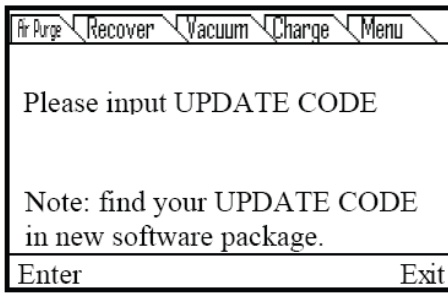 Air Purge Recover Vacuum Charge Menu
Please input UPDATE CODE
Note: find your UPDATE CODE
in new software package.
Enter Exit